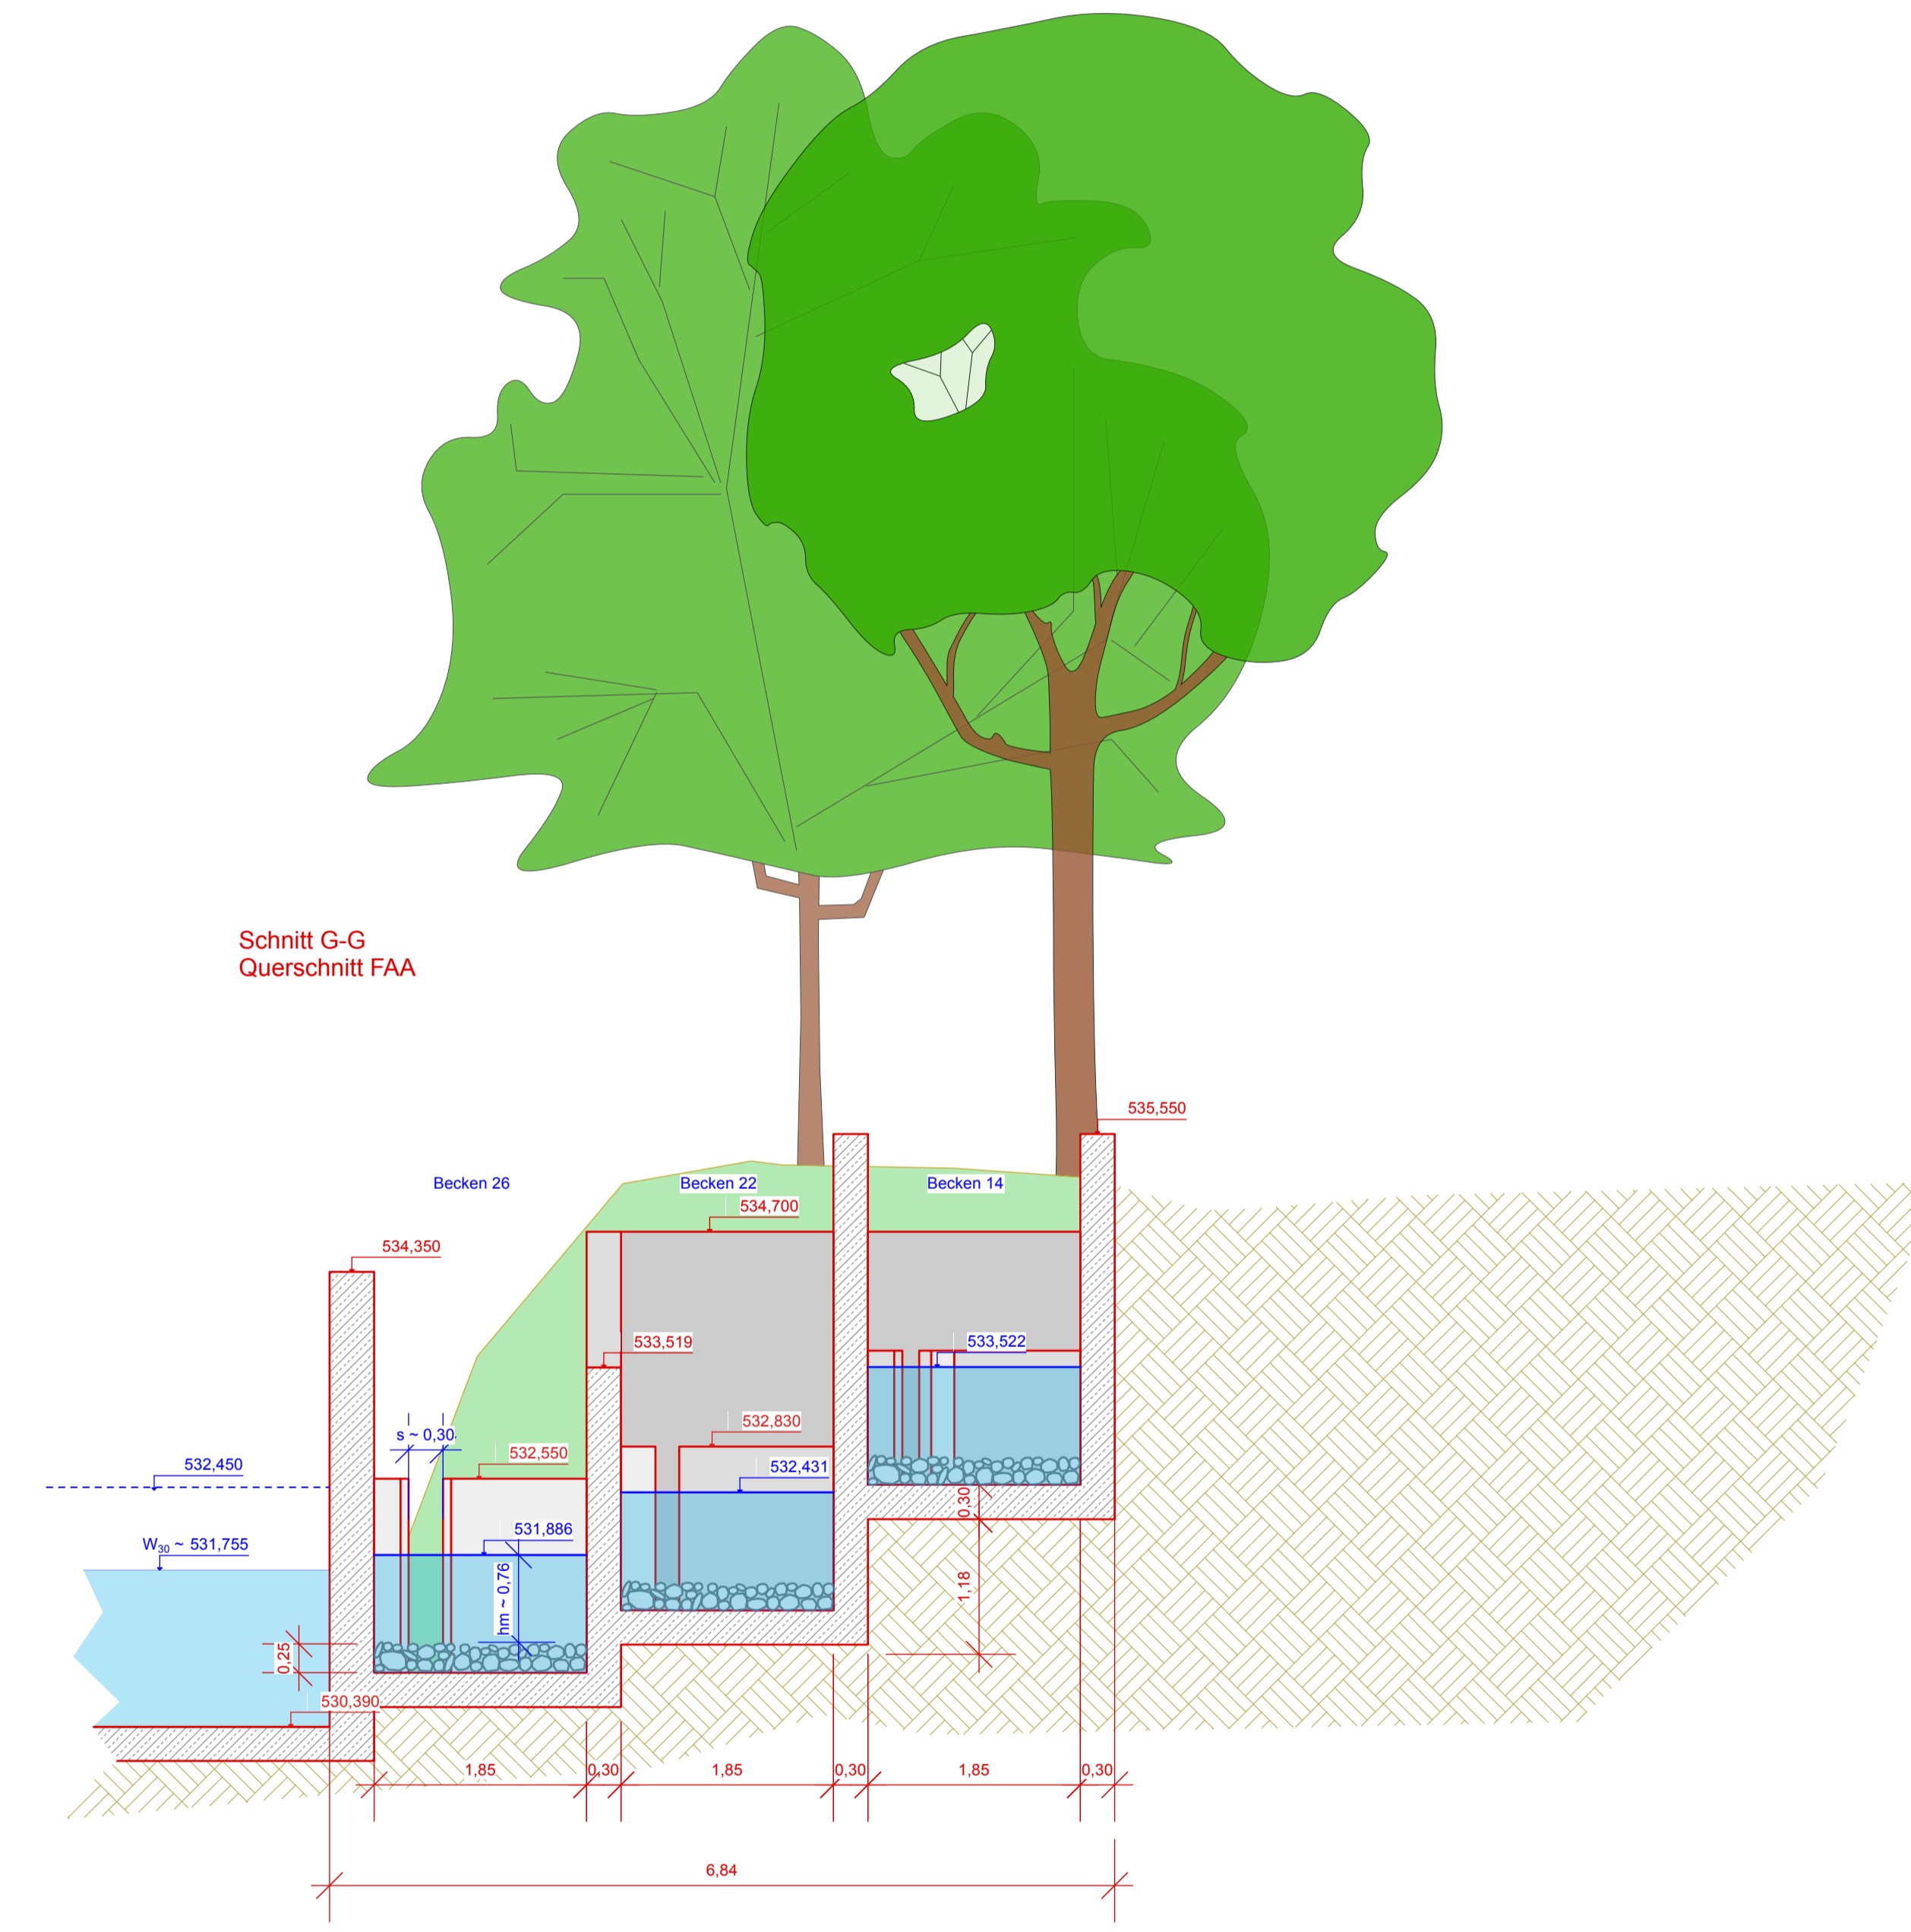 Schnitt G-G
Querschnitt FAA
535,550
Becken 26
Becken 22
Becken 14
534,700
534,350
533,519
533,522
532,830
s ~ 0,30
532,550
532,450
532,431
0,30
531,886
W30 ~ 531,755
hm ~ 0,76
1,18
0,25
530,390
1,85
0,30
1,85
0,30
1,85
0,30
6,84